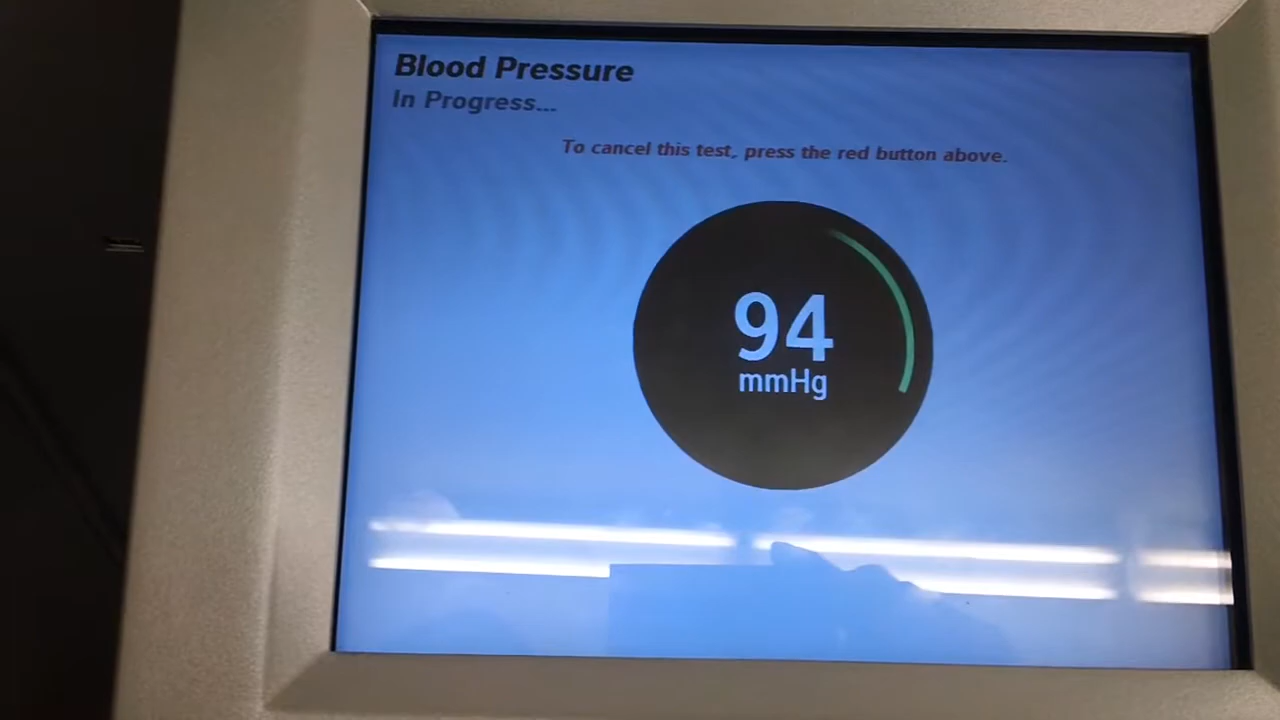 Blood Pressure
In Progress...
To cancel this test, press the red button above.
94
mmHg